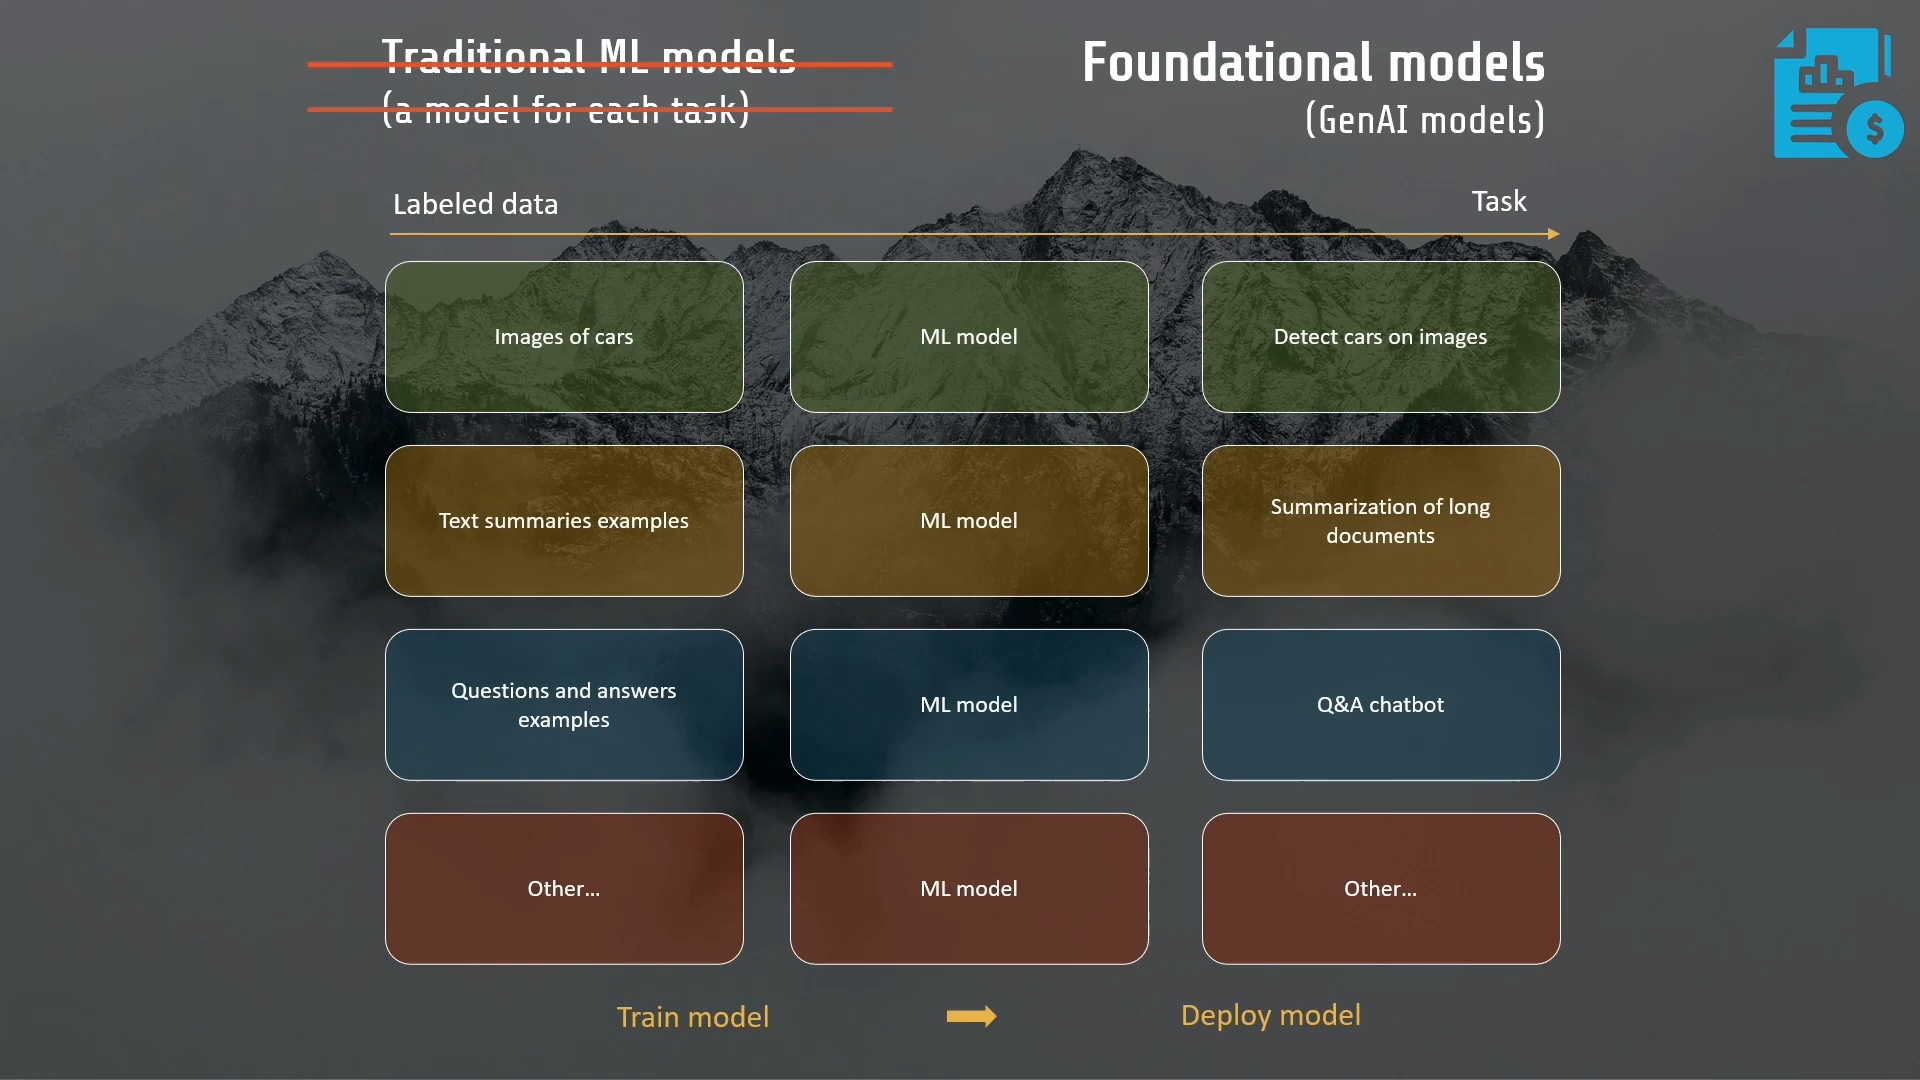 Traditional ML models
(a model for each task)
Foundational models
(GenAI models)
$
Labeled data
Task
Images of cars
ML model
Detect cars on images
Text summaries examples
ML model
Summarization of long
documents
Questions and answers
examples
ML model
Q&A chatbot
Other...
ML model
Other...
Train model
Deploy model